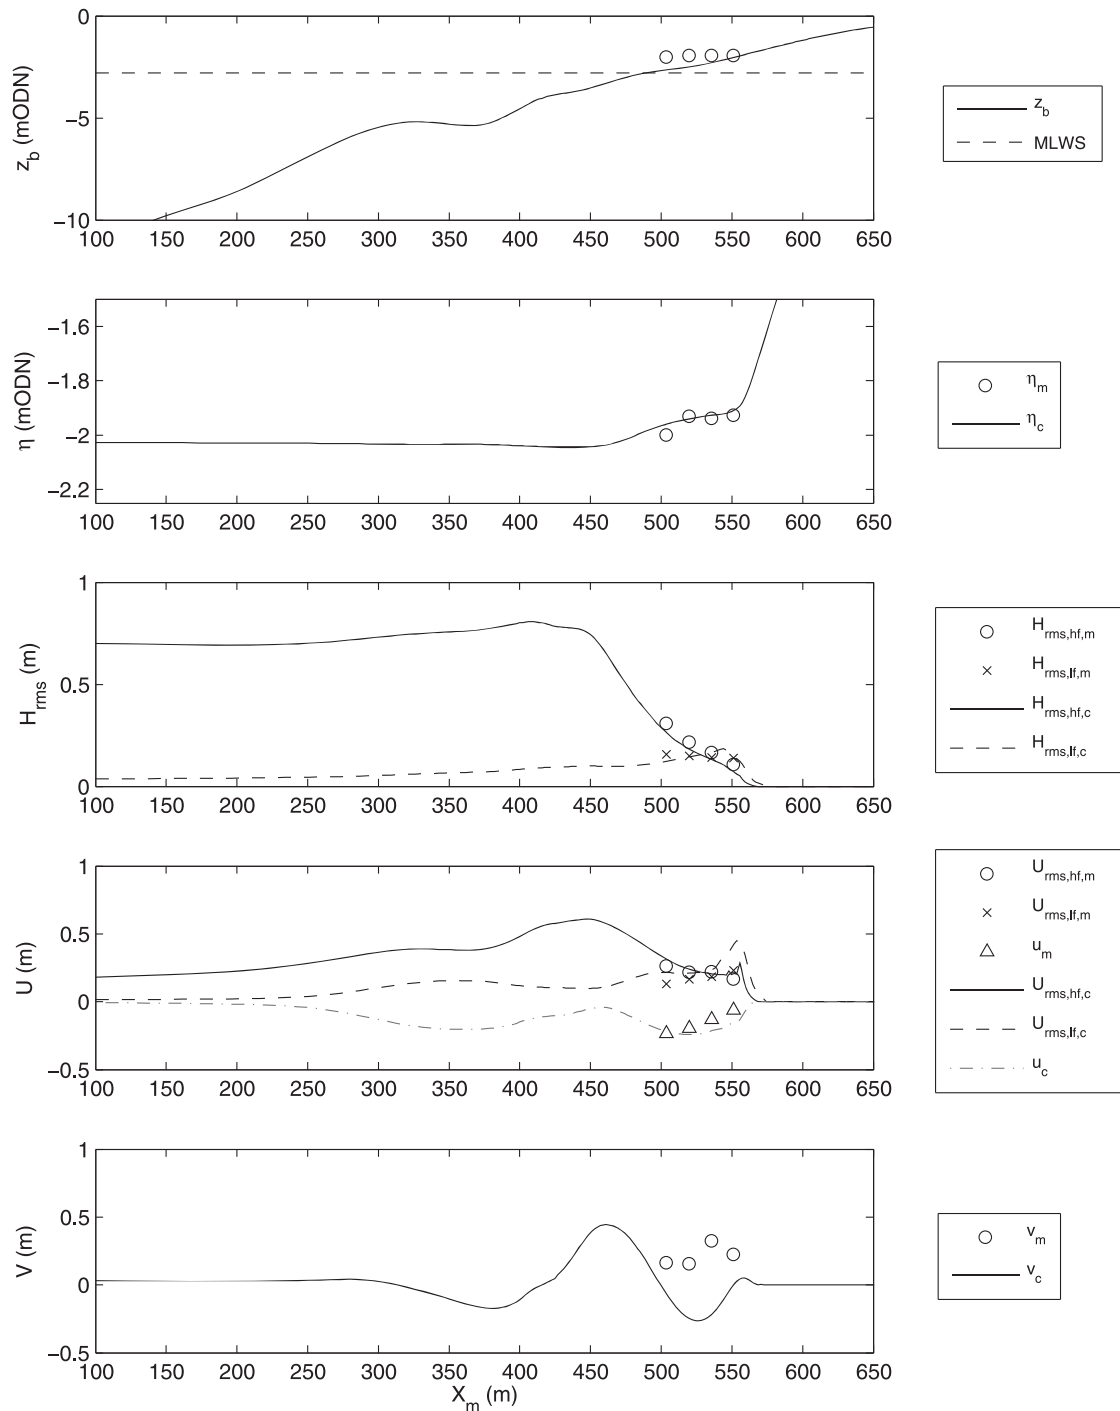 0
−5
−10
z_b (mODN)
100 150 200 250 300 350 400 450 500 550 600 650
z_b
MLWS
−1.6
−1.8
−2
−2.2
η (mODN)
100 150 200 250 300 350 400 450 500 550 600 650
η_m
η_c
1
0.5
0
H_rms (m)
100 150 200 250 300 350 400 450 500 550 600 650
H_rms,hf,m
H_rms,lf,m
H_rms,hf,c
H_rms,lf,c
1
0.5
0
−0.5
U (m)
100 150 200 250 300 350 400 450 500 550 600 650
U_rms,hf,m
U_rms,lf,m
u_m
U_rms,hf,c
U_rms,lf,c
u_c
1
0.5
0
−0.5
V (m)
100 150 200 250 300 350 400 450 500 550 600 650
X_m (m)
v_m
v_c